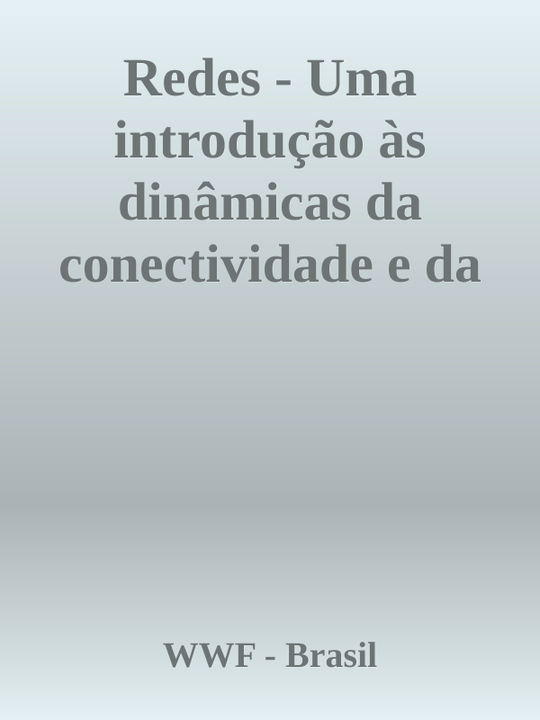 Redes - Uma
introdução às
dinâmicas da
conectividade e da
WWF - Brasil